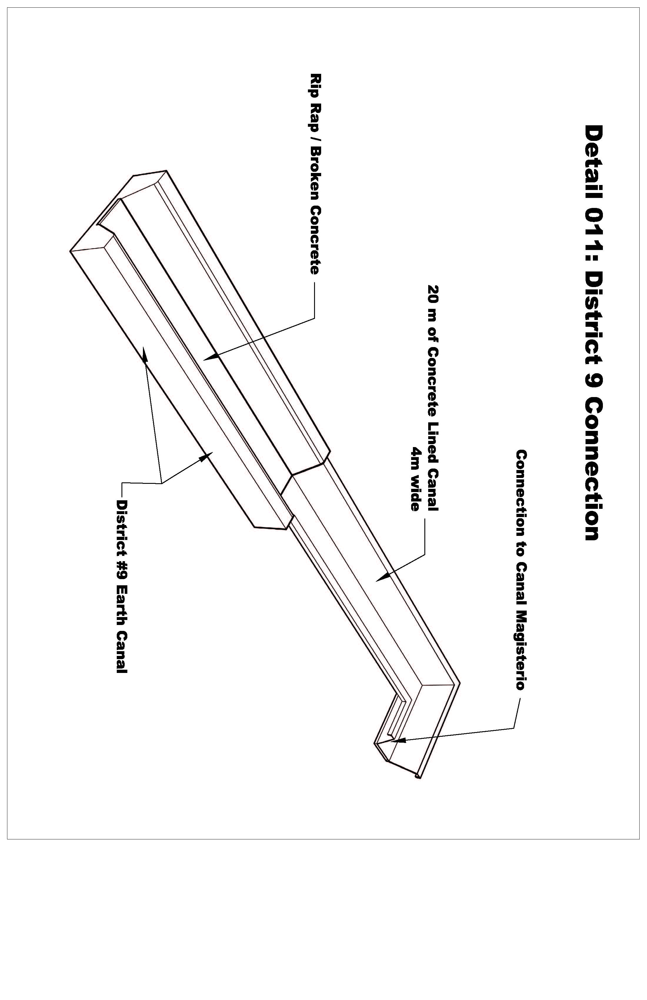 Detail 011: District 9 Connection
Connection to Canal Magisterio
20 m of Concrete Lined Canal
4m wide
Rip Rap / Broken Concrete
District #9 Earth Canal